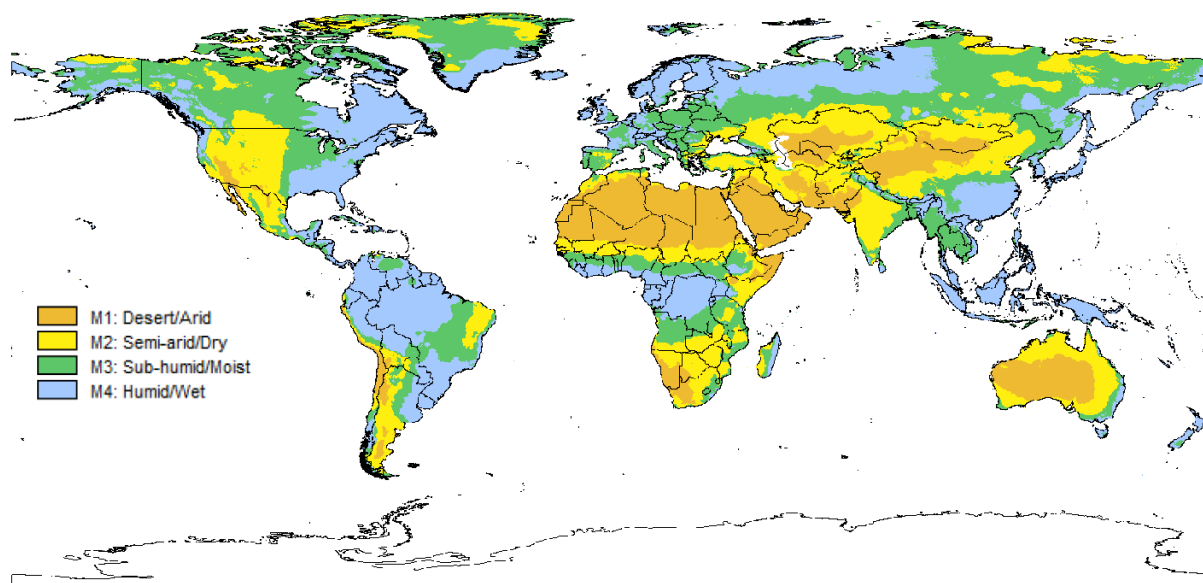 M1: Desert/Arid
M2: Semi-arid/Dry
M3: Sub-humid/Moist
M4: Humid/Wet